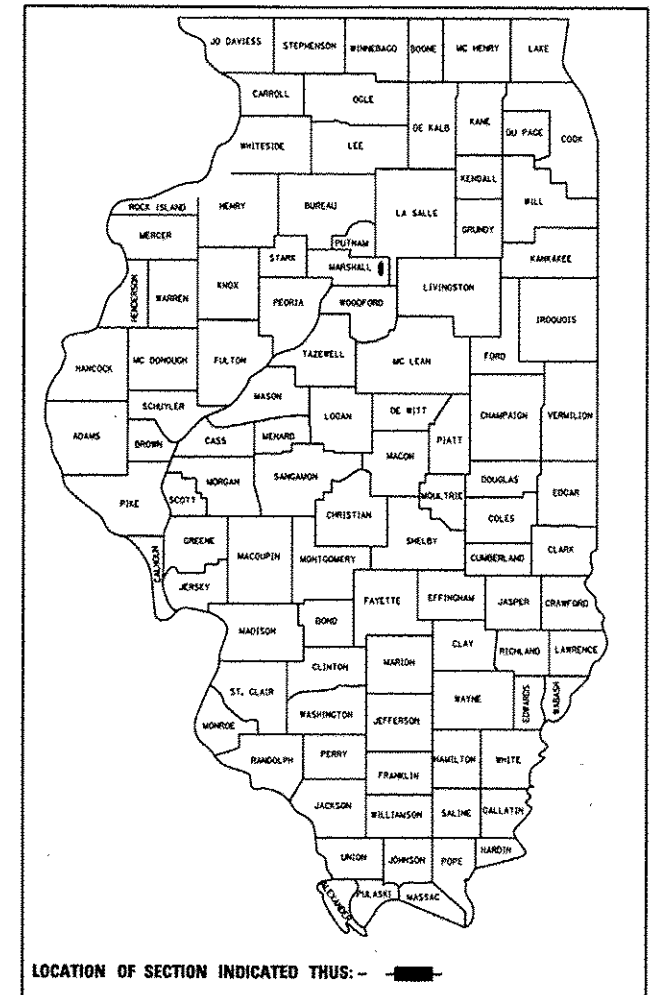 JO DAVIESS STEPHENSON WINNEBAGO BOONE MC HENRY LAKE
CARROLL OGLE DE KALB KANE DU PAGE COOK
WHITESIDE LEE
KENDALL
ROCK ISLAND HENRY BUREAU LA SALLE GRUNDY WILL
MERCER PUTNAM
STARK MARSHALL KANKAKEE
HENDERSON WARREN KNOX PEORIA WOODFORD LIVINGSTON IROQUOIS
HANCOCK MC DONOUGH FULTON TAZEWELL MC LEAN FORD
SCHUYLER MASON LOGAN DE WITT CHAMPAIGN VERMILION
ADAMS BROWN CASS MENARD MACON PIATT
PIKE SCOTT MORGAN SANGAMON MOULTRIE DOUGLAS EDGAR
CHRISTIAN COLES
GREENE MACOUPIN MONTGOMERY SHELBY CUMBERLAND CLARK
CALHOUN JERSKY FAYETTE EFFINGHAM JASPER CRAWFORD
MADISON BOND
CLINTON MARION CLAY RICHLAND LAWRENCE
ST. CLAIR WASHINGTON WAYNE EDWARDS WABASH
MONROE JEFFERSON
RANDOLPH PERRY HAMILTON WHITE
FRANKLIN
JACKSON WILLIAMSON SALINE GALLATIN
UNION JOHNSON POPE HARDIN
ALEXANDER PULASKI MASSAC
LOCATION OF SECTION INDICATED THUS: -